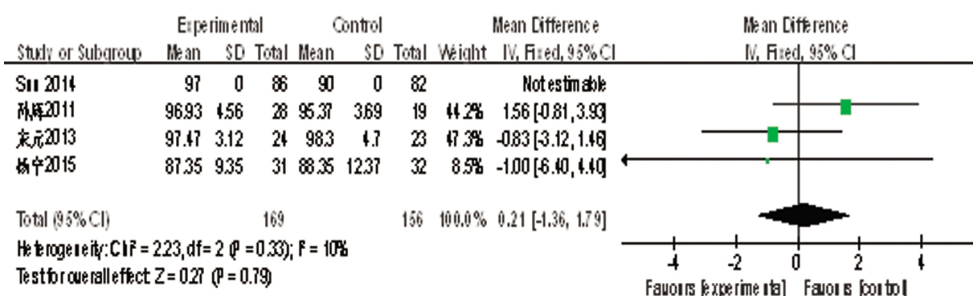 Experimental Control Mean Difference Mean Difference
Study or Subgroup Mean SD Total Mean SD Total Weight IV, Fixed, 95% CI IV, Fixed, 95% CI
Sun 2014 97 0 86 90 0 82 Not estimable
2011 96.93 4.56 28 95.37 3.69 19 44.2% 1.56 [-0.81, 3.93]
元2013 97.47 3.12 24 98.3 4.7 23 47.3% -0.83 [-3.12, 1.46]
2015 87.35 9.35 31 88.35 12.37 32 8.5% -1.00 [-6.40, 4.40]
Total (95% CI) 169 156 100.0% 0.21 [-1.36, 1.79]
Heterogeneity: Chi² = 2.23, df = 2 (P = 0.33); I² = 10%
Test for overall effect: Z = 0.27 (P = 0.79)
-4 -2 0 2 4
Favours [experimental] Favours [control]